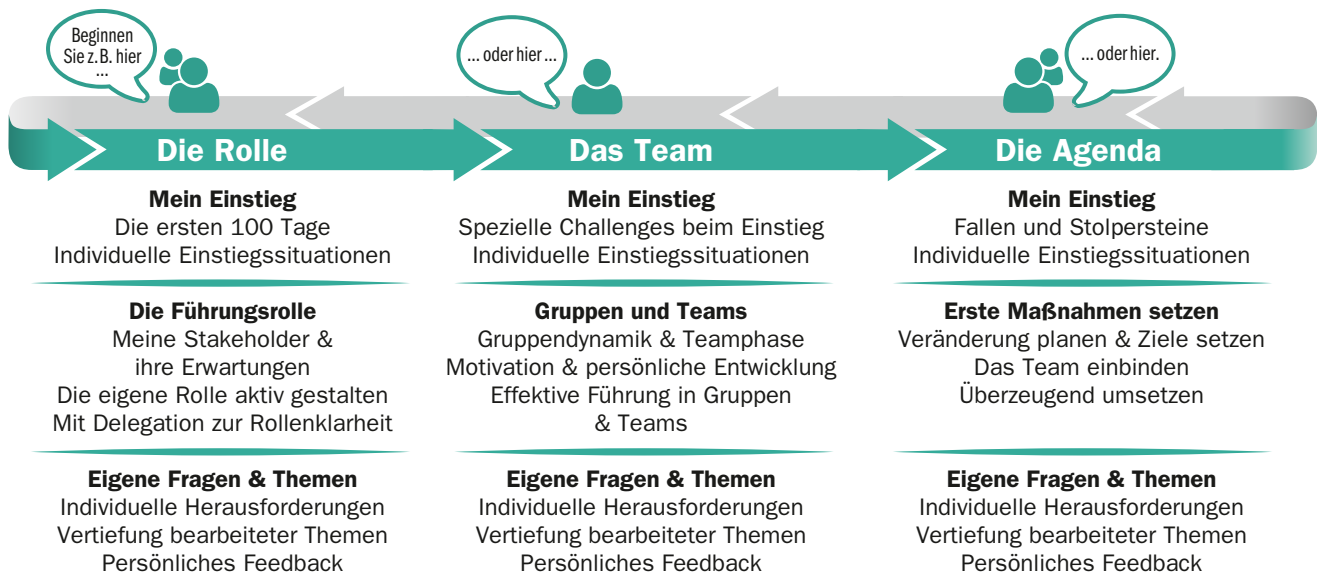 Beginnen
Sie z.B. hier
...
... oder hier ...
... oder hier.
Die Rolle
Mein Einstieg
Die ersten 100 Tage
Individuelle Einstiegssituationen
Die Führungsrolle
Meine Stakeholder &
ihre Erwartungen
Die eigene Rolle aktiv gestalten
Mit Delegation zur Rollenklarheit
Eigene Fragen & Themen
Individuelle Herausforderungen
Vertiefung bearbeiteter Themen
Persönliches Feedback
Das Team
Mein Einstieg
Spezielle Challenges beim Einstieg
Individuelle Einstiegssituationen
Gruppen und Teams
Gruppendynamik & Teamphase
Motivation & persönliche Entwicklung
Effektive Führung in Gruppen
& Teams
Eigene Fragen & Themen
Individuelle Herausforderungen
Vertiefung bearbeiteter Themen
Persönliches Feedback
Die Agenda
Mein Einstieg
Fallen und Stolpersteine
Individuelle Einstiegssituationen
Erste Maßnahmen setzen
Veränderung planen & Ziele setzen
Das Team einbinden
Überzeugend umsetzen
Eigene Fragen & Themen
Individuelle Herausforderungen
Vertiefung bearbeiteter Themen
Persönliches Feedback